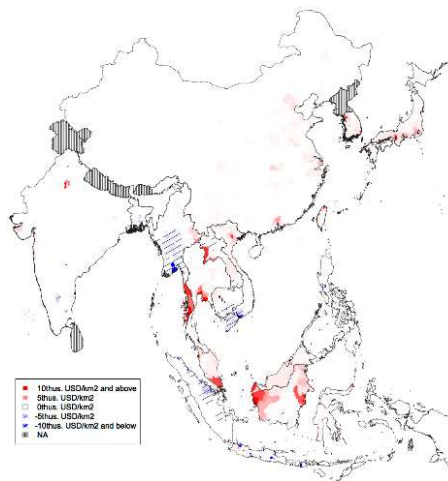 10thus. USD/km2 and above
5thus. USD/km2
0thus. USD/km2
-5thus. USD/km2
-10thus. USD/km2 and below
NA